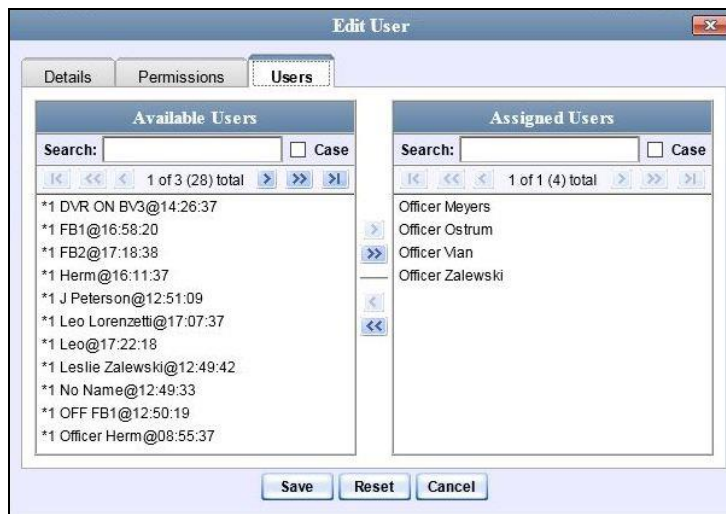 Edit User
Details Permissions Users
Available Users
Search: Case
1 of 3 (28) total
*1 DVR ON BV3@14:26:37
*1 FB1@16:58:20
*1 FB2@17:18:38
*1 Herm@16:11:37
*1 J Peterson@12:51:09
*1 Leo Lorenzetti@17:07:37
*1 Leo@17:22:18
*1 Leslie Zalewski@12:49:42
*1 No Name@12:49:33
*1 OFF FB1@12:50:19
*1 Officer Herm@08:55:37
Assigned Users
Search: Case
1 of 1 (4) total
Officer Meyers
Officer Ostrum
Officer Vian
Officer Zalewski
Save Reset Cancel